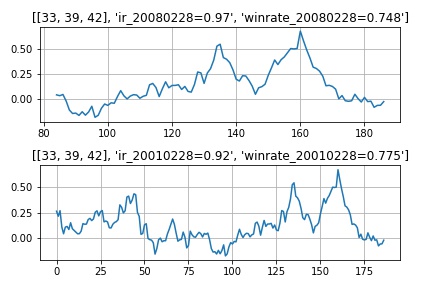 [[33, 39, 42], 'ir_20080228=0.97', 'winrate_20080228=0.748']
0.50
0.25
0.00
80 100 120 140 160 180
[[33, 39, 42], 'ir_20010228=0.92', 'winrate_20010228=0.775']
0.50
0.25
0.00
0 25 50 75 100 125 150 175